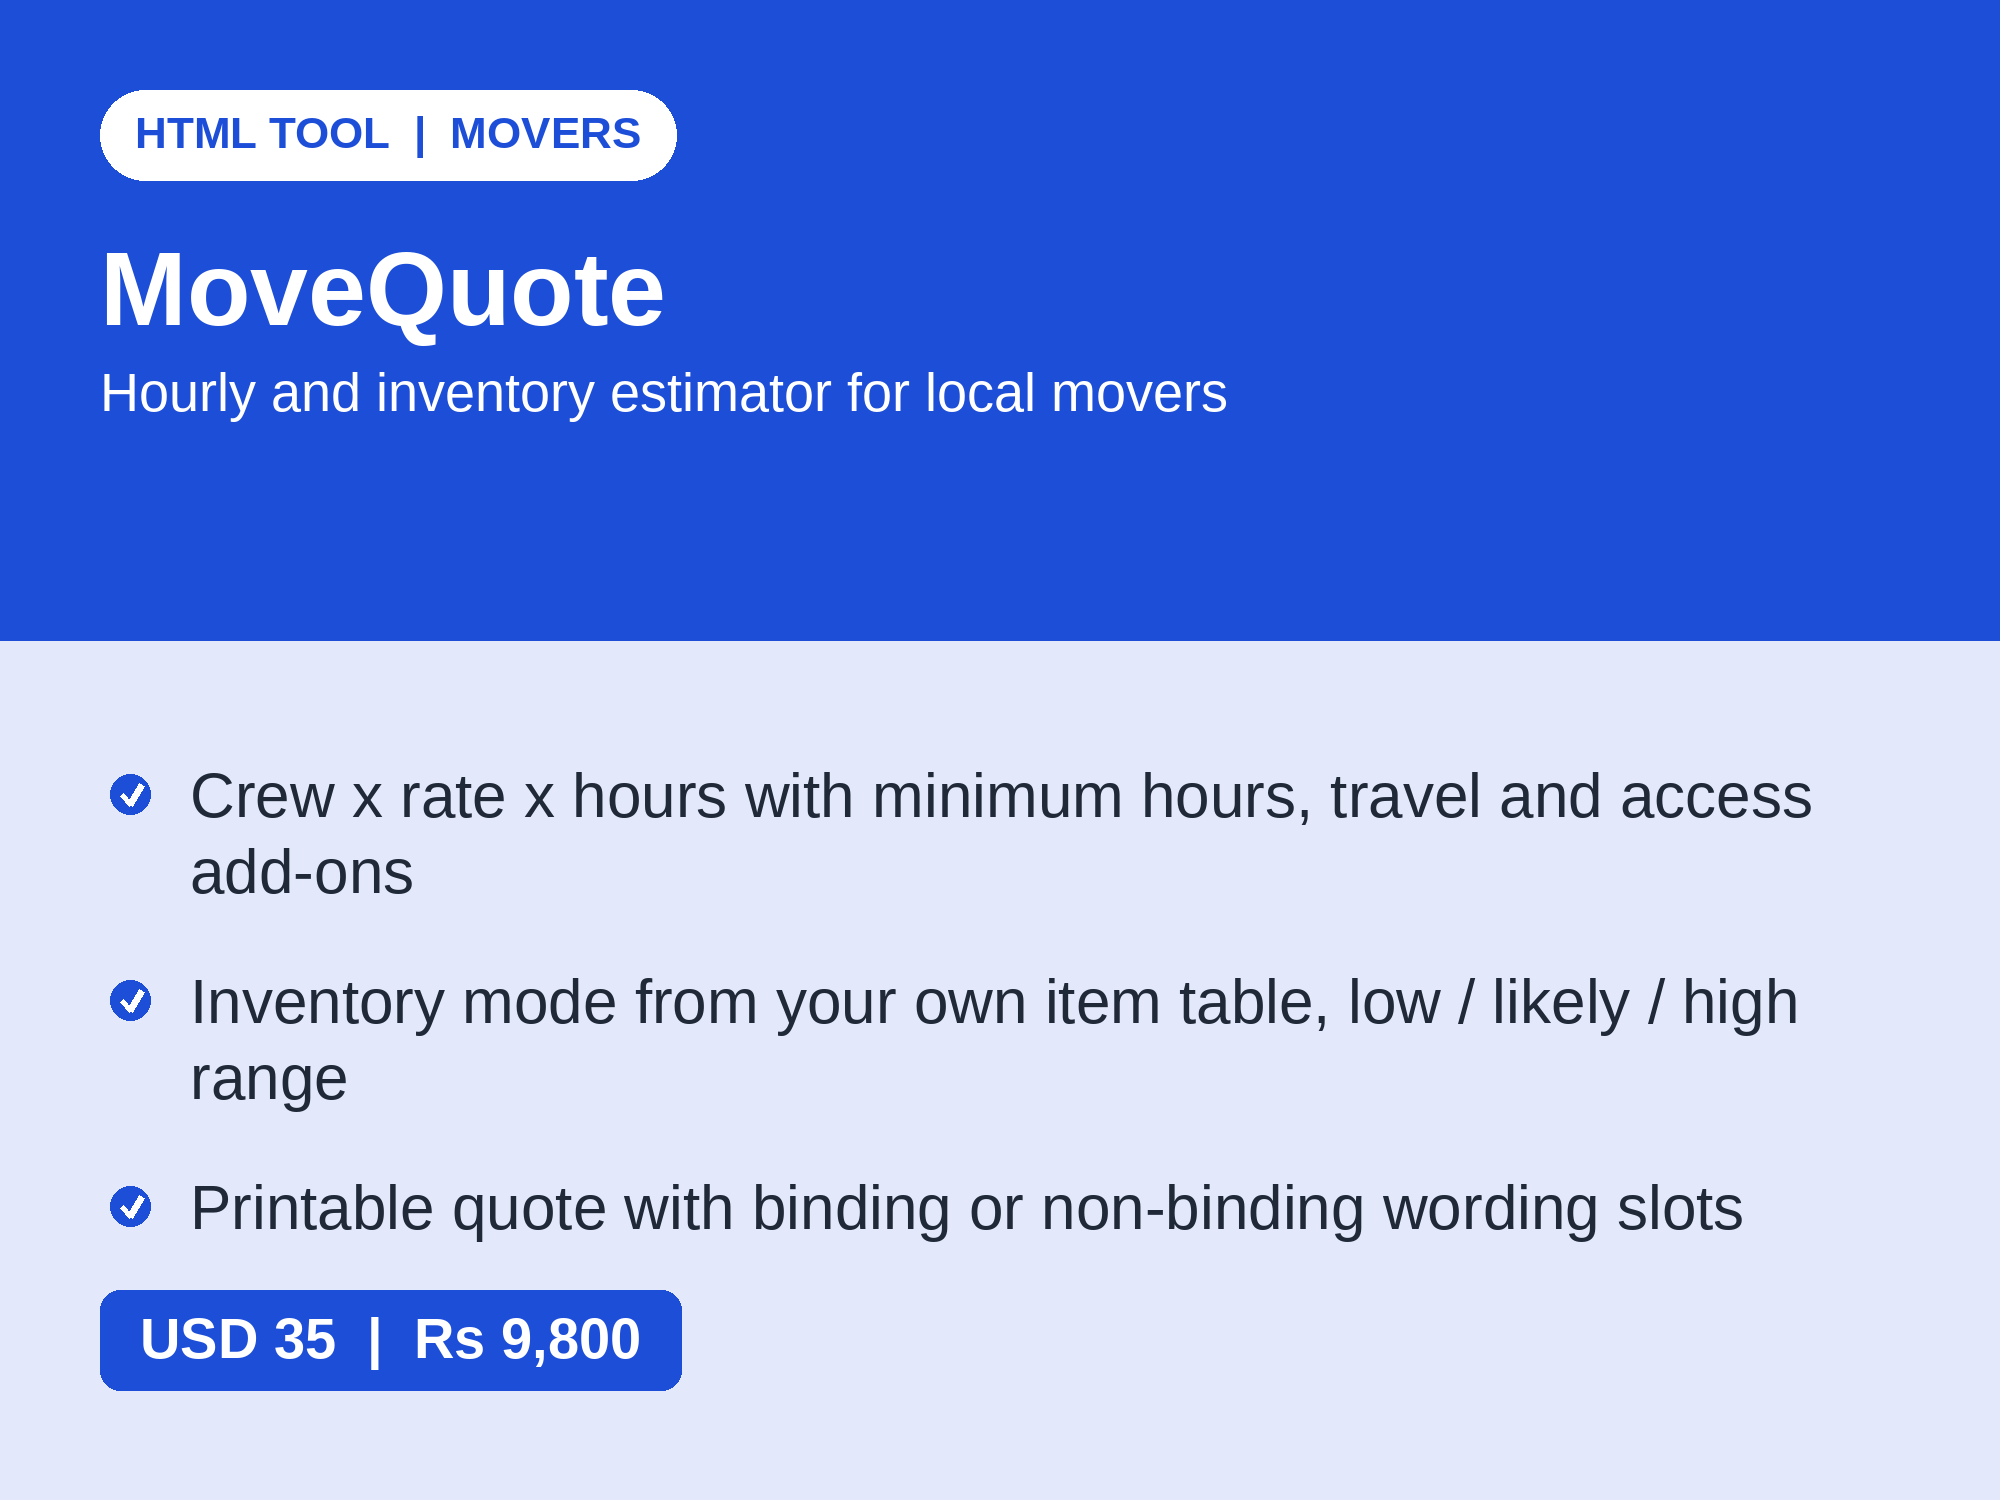 HTML TOOL | MOVERS
MoveQuote
Hourly and inventory estimator for local movers
Crew x rate x hours with minimum hours, travel and access
add-ons
Inventory mode from your own item table, low / likely / high
range
Printable quote with binding or non-binding wording slots
USD 35 | Rs 9,800